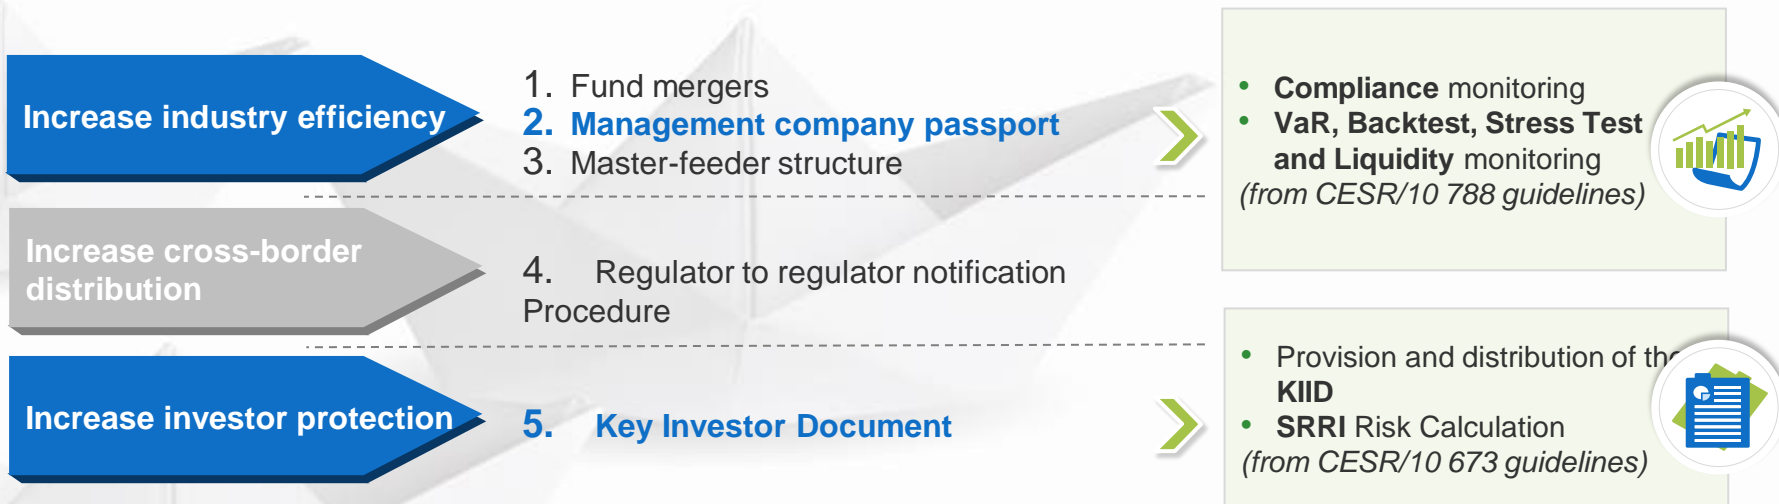 Increase industry efficiency
1. Fund mergers
2. Management company passport
3. Master-feeder structure
• Compliance monitoring
• VaR, Backtest, Stress Test
and Liquidity monitoring
(from CESR/10 788 guidelines)
Increase cross-border
distribution
4. Regulator to regulator notification
Procedure
Increase investor protection
5. Key Investor Document
• Provision and distribution of the
KIID
• SRRI Risk Calculation
(from CESR/10 673 guidelines)